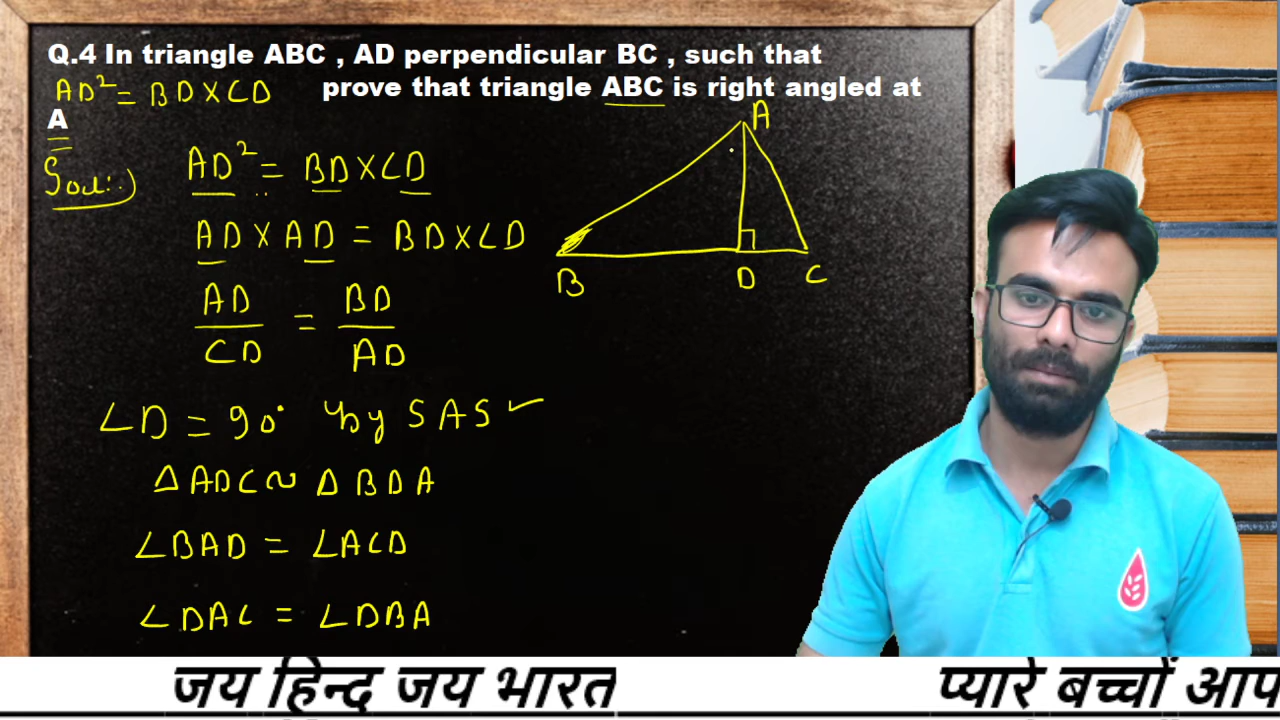 Q.4 In triangle ABC , AD perpendicular BC , such that
AD² = BD×CD prove that triangle ABC is right angled at
A
Sol:.)
AD² = BD×CD
AD×AD = BD×CD
AD/CD = BD/AD
∠D = 90° by SAS ✓
△ADC ~ △BDA
∠BAD = ∠ACD
∠DAC = ∠DBA
A
B
D
C
जय हिन्द जय भारत
प्यारे बच्चों आप